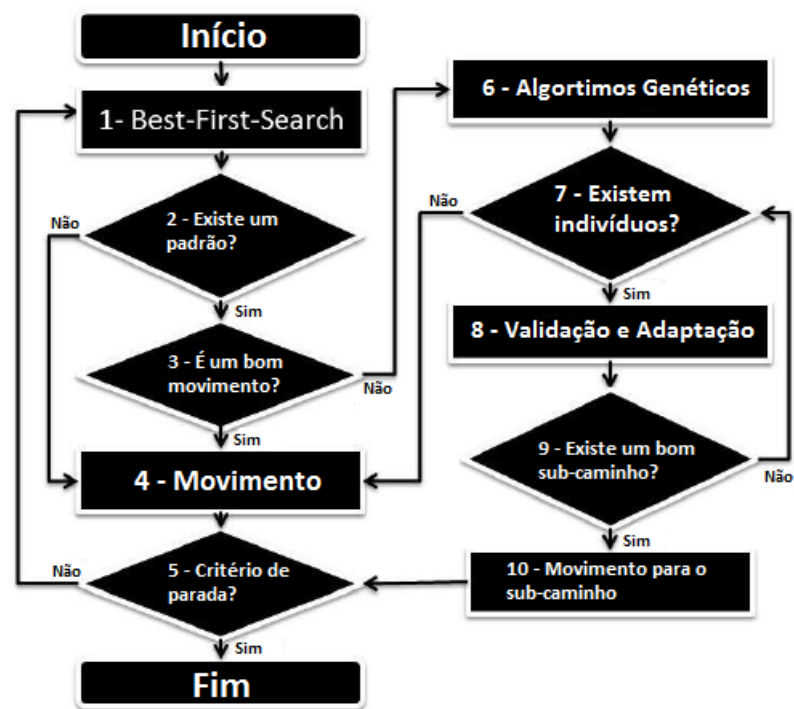 Início
1- Best-First-Search
2 - Existe um
padrão?
Não
Sim
3 - É um bom
movimento?
Não
Sim
4 - Movimento
5 - Critério de
parada?
Não
Sim
Fim
6 - Algortimos Genéticos
7 - Existem
indivíduos?
Não
Sim
8 - Validação e Adaptação
9 - Existe um bom
sub-caminho?
Não
Sim
10 - Movimento para o
sub-caminho